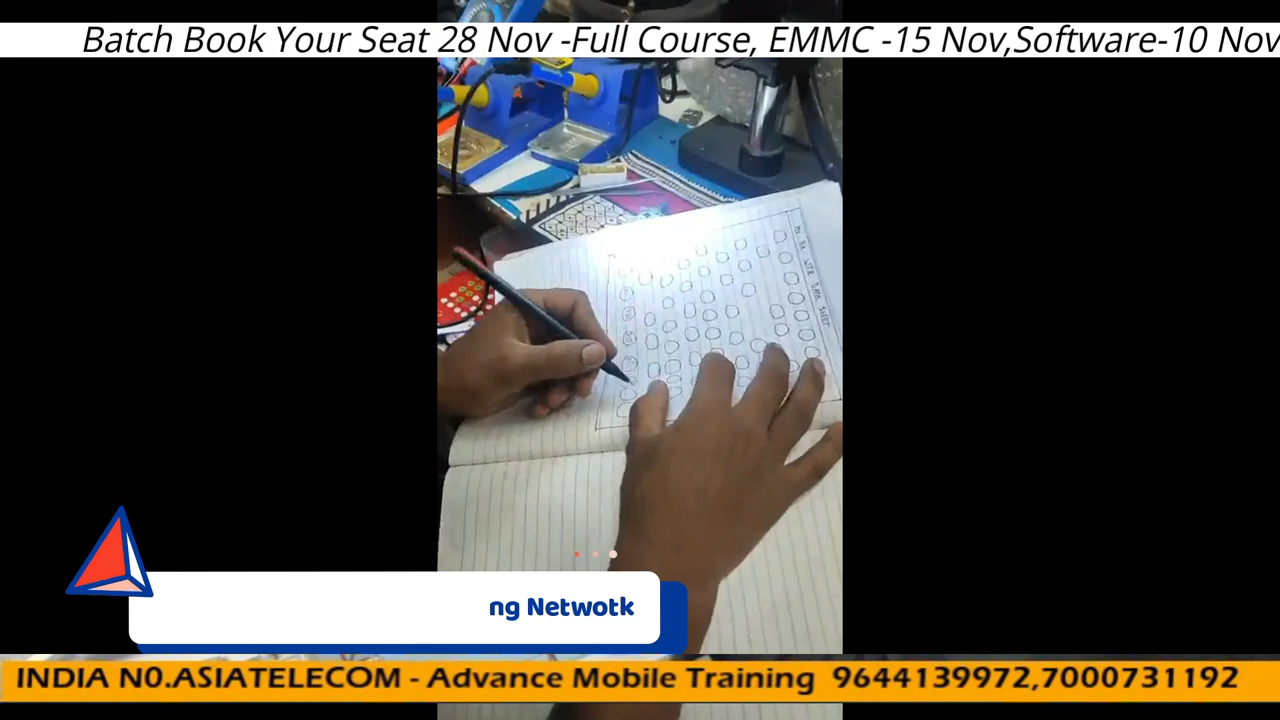 Batch Book Your Seat 28 Nov -Full Course, EMMC -15 Nov,Software-10 Nov
ng Netwotk
INDIA N0.ASIATELECOM - Advance Mobile Training 9644139972,7000731192